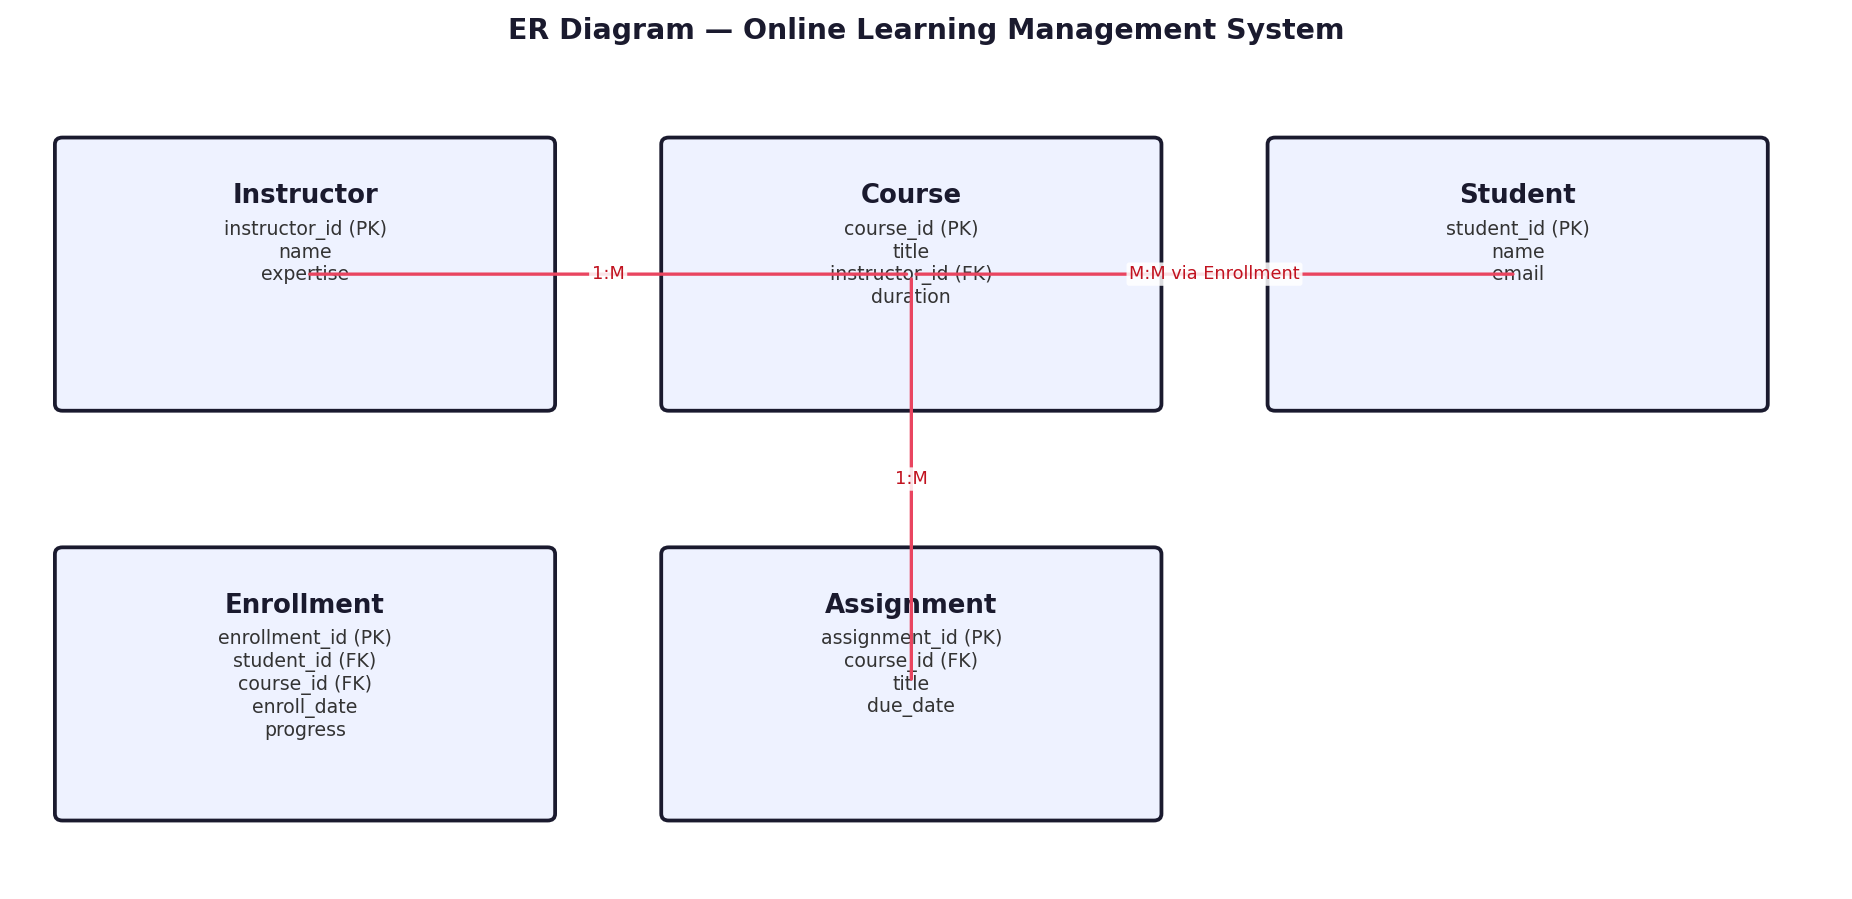 ER Diagram — Online Learning Management System
Instructor
instructor_id (PK)
name
expertise
1:M
Course
course_id (PK)
title
instructor_id (FK)
duration
M:M via Enrollment
Student
student_id (PK)
name
email
1:M
Enrollment
enrollment_id (PK)
student_id (FK)
course_id (FK)
enroll_date
progress
Assignment
assignment_id (PK)
course_id (FK)
title
due_date